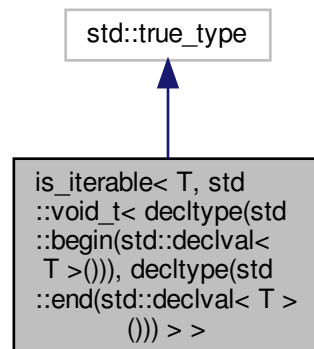 std::true_type
is_iterable< T, std
::void_t< decltype(std
::begin(std::declval<
T >())), decltype(std
::end(std::declval< T >
())) > >